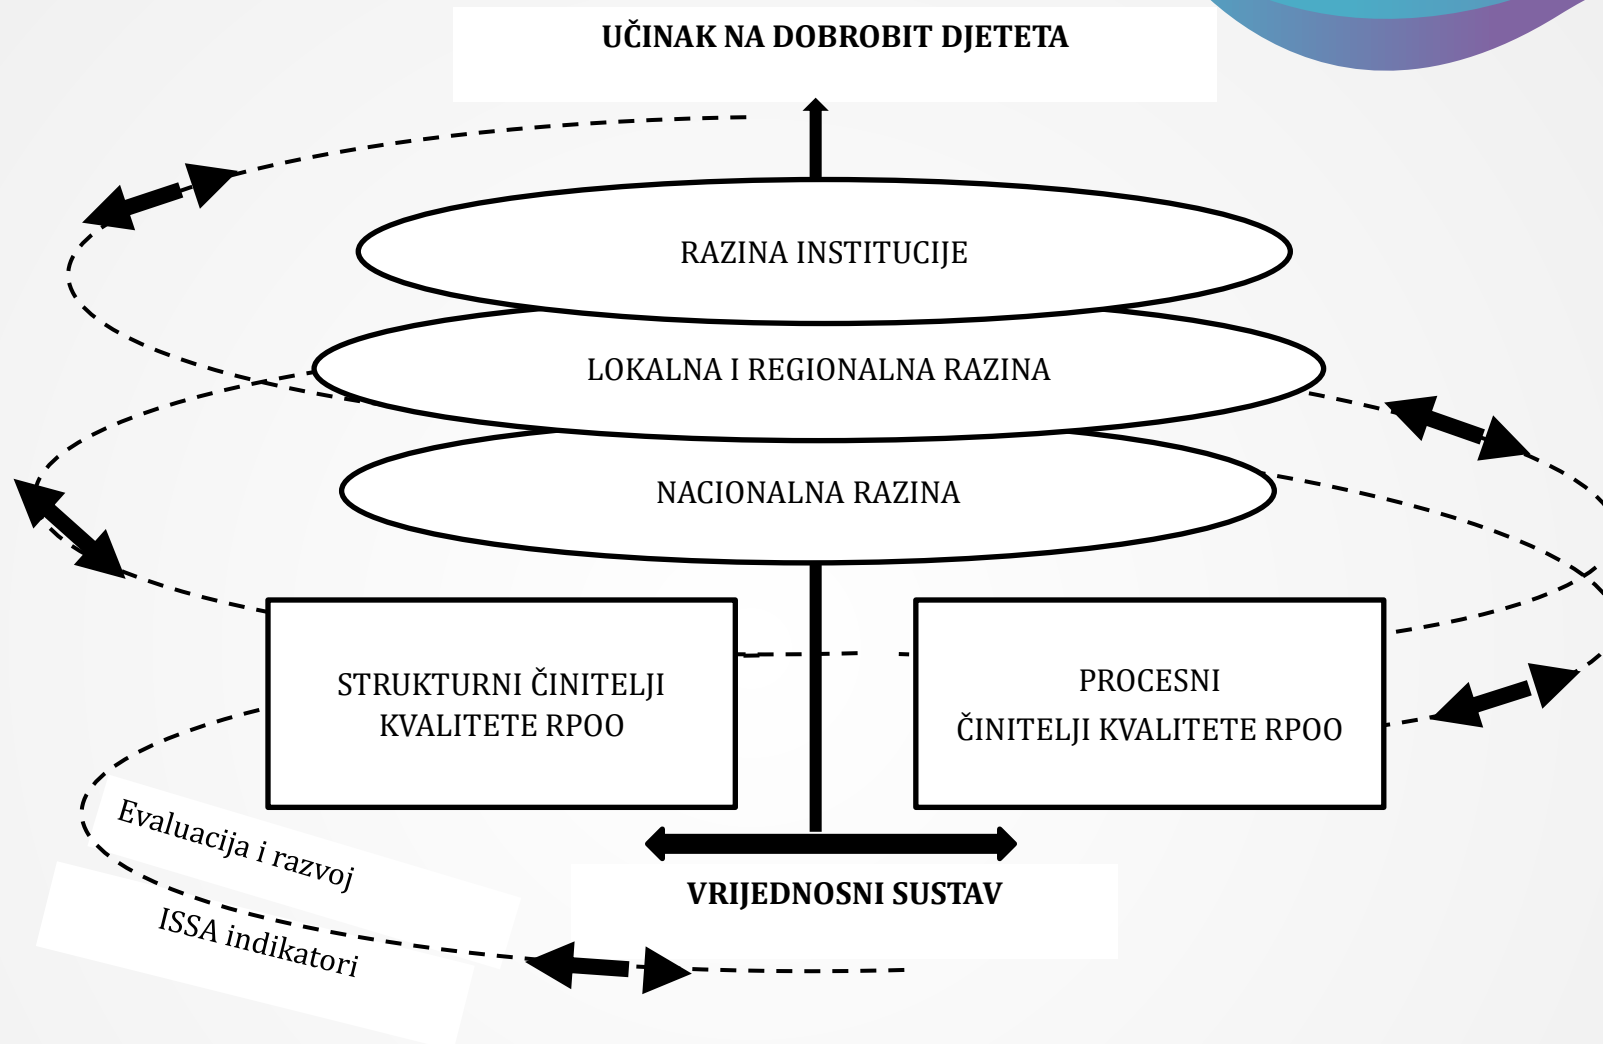 UČINAK NA DOBROBIT DJETETA
RAZINA INSTITUCIJE
LOKALNA I REGIONALNA RAZINA
NACIONALNA RAZINA
STRUKTURNI ČINITELJI
KVALITETE RPOO
PROCESNI
ČINITELJI KVALITETE RPOO
Evaluacija i razvoj
ISSA indikatori
VRIJEDNOSNI SUSTAV